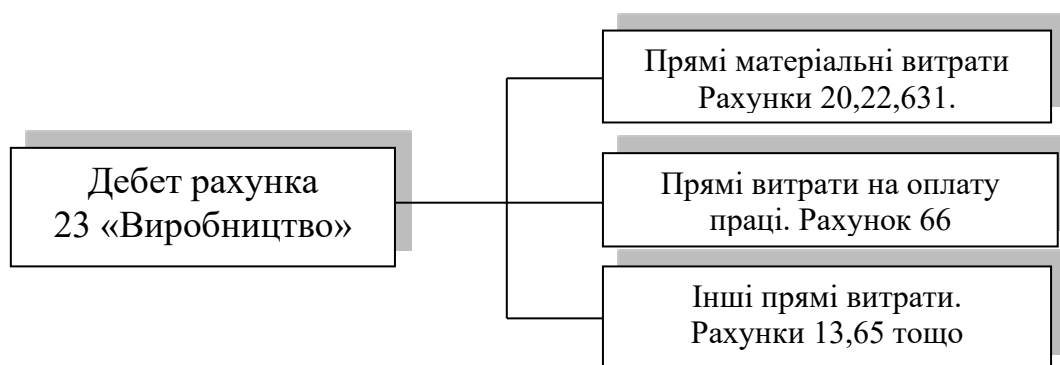 Дебет рахунка
23 «Виробництво»
Прямі матеріальні витрати
Рахунки 20,22,631.
Прямі витрати на оплату
праці. Рахунок 66
Інші прямі витрати.
Рахунки 13,65 тощо